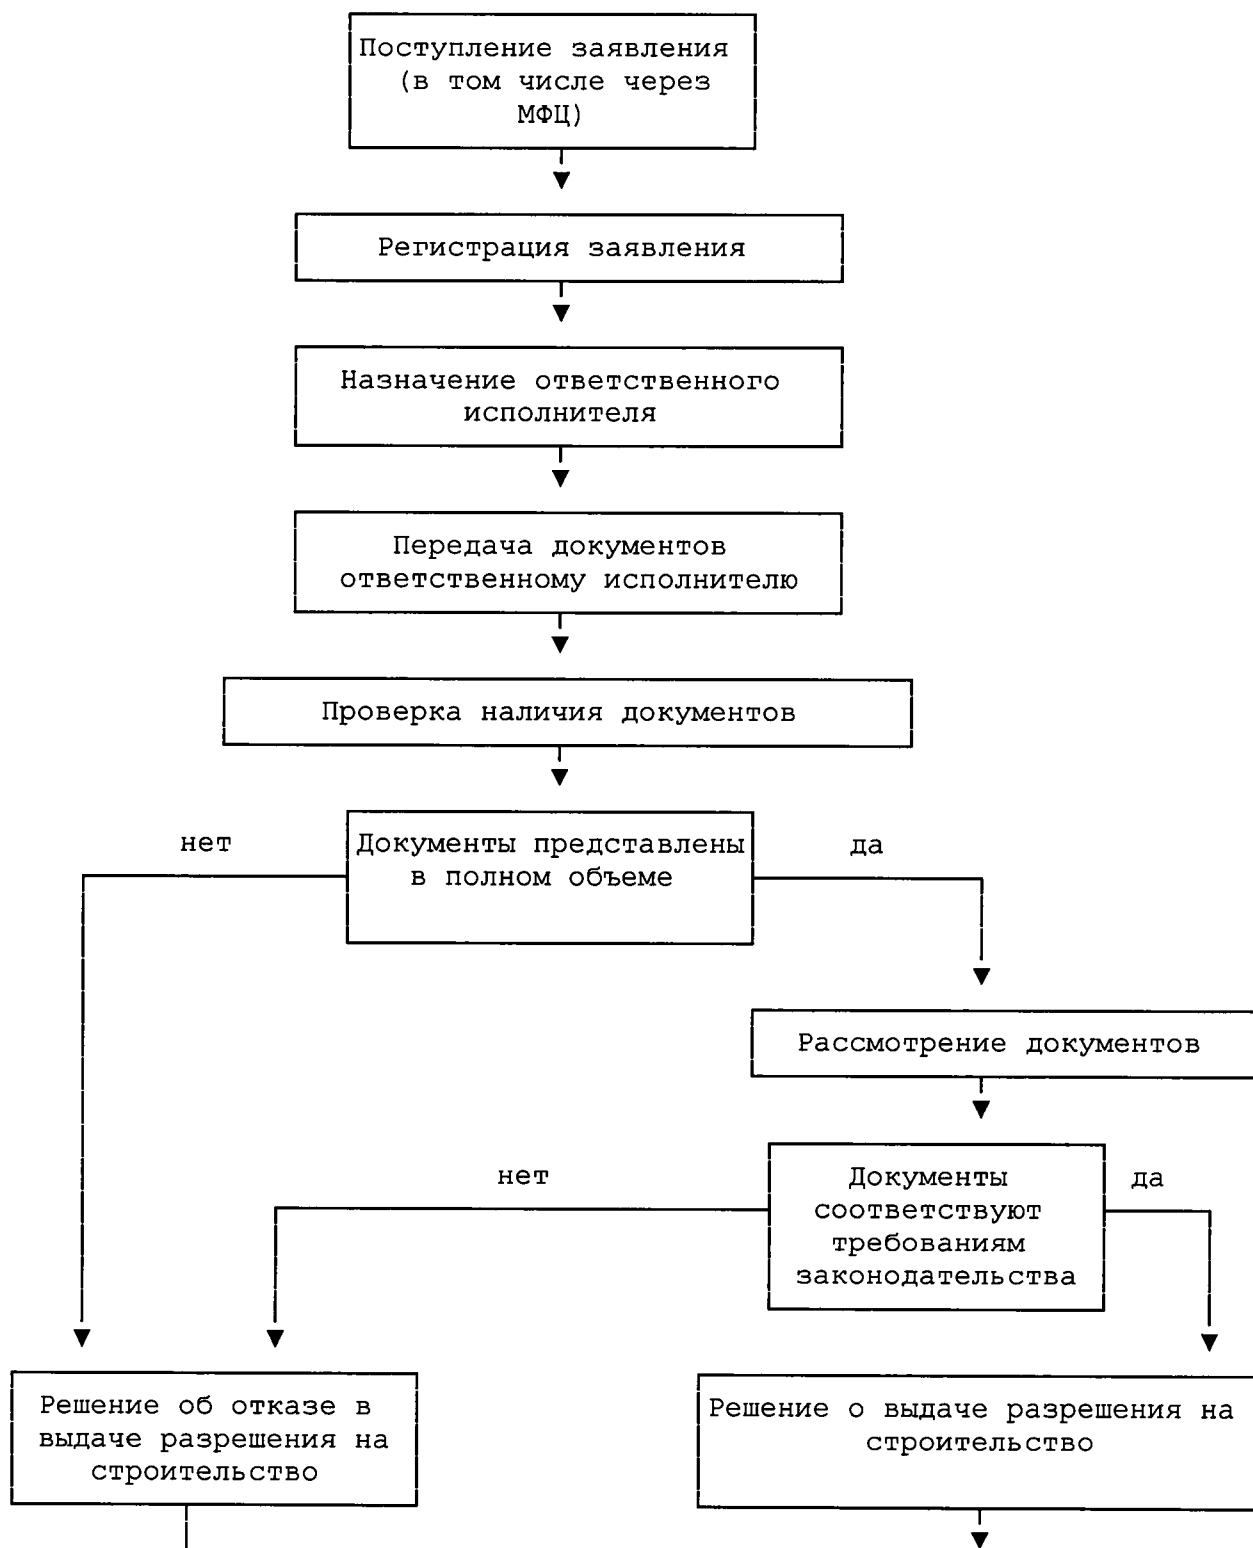 Поступление заявления
(в том числе через
МФЦ)
Регистрация заявления
Назначение ответственного
исполнителя
Передача документов
ответственному исполнителю
Проверка наличия документов
нет
Документы представлены
в полном объеме
да
Рассмотрение документов
нет
Документы
соответствуют
требованиям
законодательства
да
Решение об отказе в
выдаче разрешения на
строительство
Решение о выдаче разрешения на
строительство